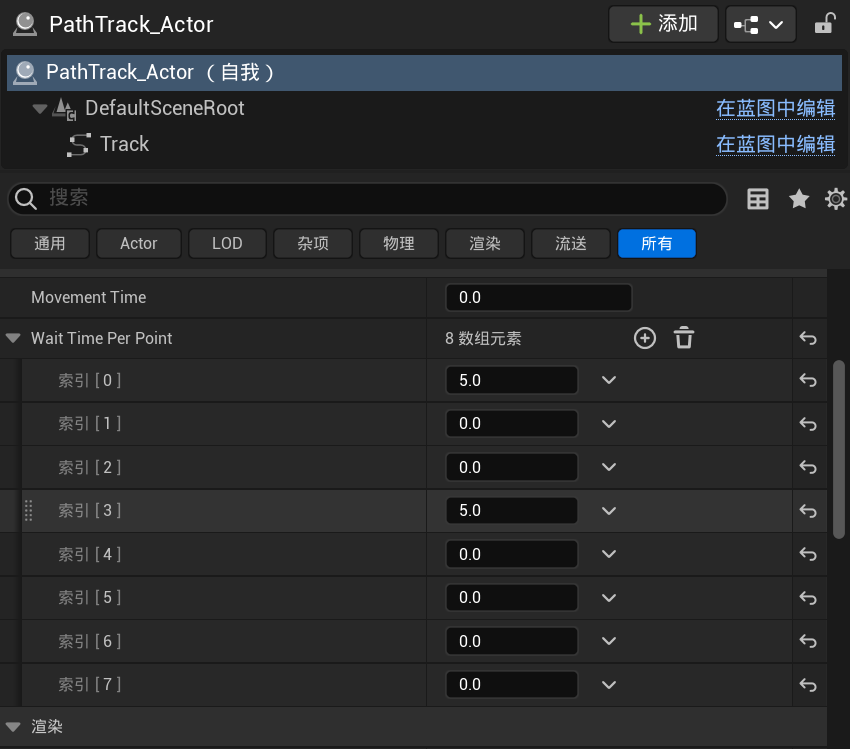 PathTrack_Actor 添加
PathTrack_Actor （自我）
DefaultSceneRoot 在蓝图中编辑
Track 在蓝图中编辑
搜索
通用 Actor LOD 杂项 物理 渲染 流送 所有
Movement Time 0.0
Wait Time Per Point 8 数组元素
索引 [ 0 ] 5.0
索引 [ 1 ] 0.0
索引 [ 2 ] 0.0
索引 [ 3 ] 5.0
索引 [ 4 ] 0.0
索引 [ 5 ] 0.0
索引 [ 6 ] 0.0
索引 [ 7 ] 0.0
渲染